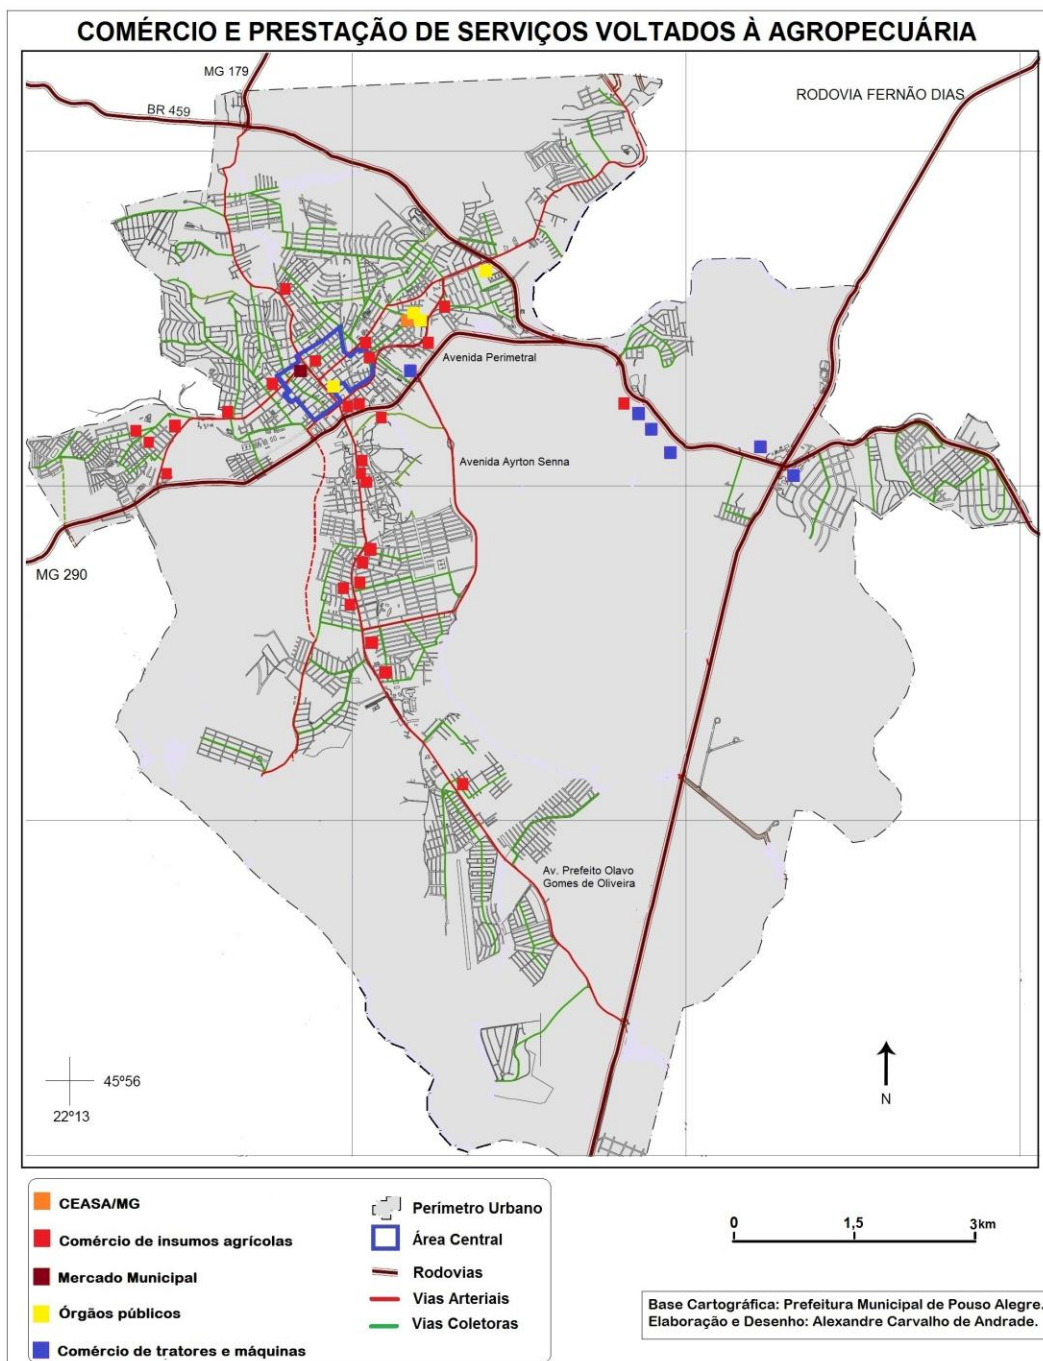 COMÉRCIO E PRESTAÇÃO DE SERVIÇOS VOLTADOS À AGROPECUÁRIA
MG 179
BR 459
RODOVIA FERNÃO DIAS
Avenida Perimetral
Avenida Ayrton Senna
MG 290
Av. Prefeito Olavo
Gomes de Oliveira
45º56
22º13
N
CEASA/MG
Comércio de insumos agrícolas
Mercado Municipal
Órgãos públicos
Comércio de tratores e máquinas
Perímetro Urbano
Área Central
Rodovias
Vias Arteriais
Vias Coletoras
0 1,5 3km
Base Cartográfica: Prefeitura Municipal de Pouso Alegre.
Elaboração e Desenho: Alexandre Carvalho de Andrade.